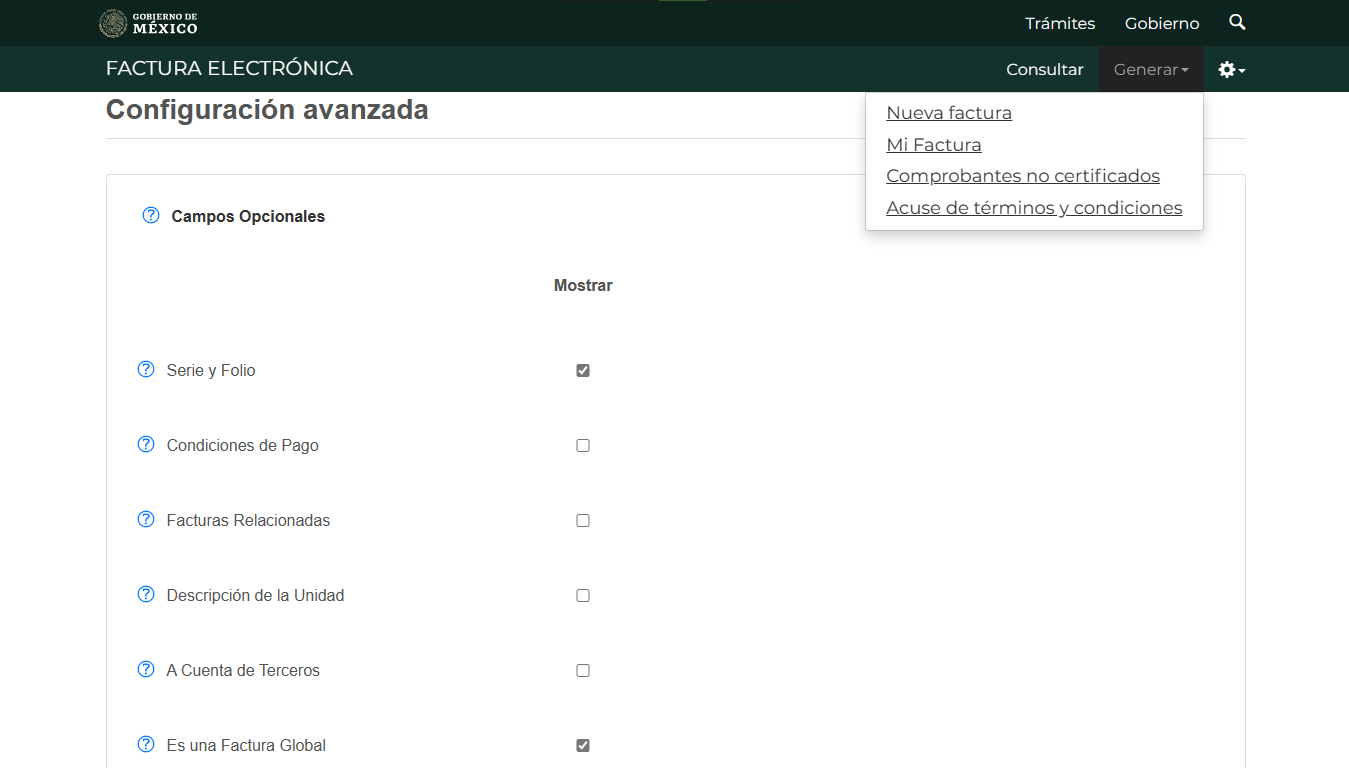 GOBIERNO DE
MÉXICO
Trámites
Gobierno
FACTURA ELECTRÓNICA
Consultar
Generar
Configuración avanzada
Nueva factura
Mi Factura
Comprobantes no certificados
Acuse de términos y condiciones
Campos Opcionales
Mostrar
Serie y Folio
Condiciones de Pago
Facturas Relacionadas
Descripción de la Unidad
A Cuenta de Terceros
Es una Factura Global